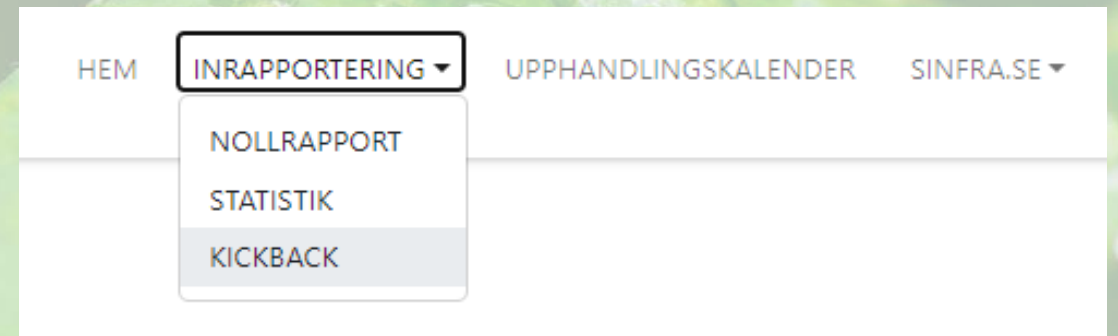 HEM INRAPPORTERING UPPHANDLINGSKALENDER SINFRA.SE
NOLLRAPPORT
STATISTIK
KICKBACK